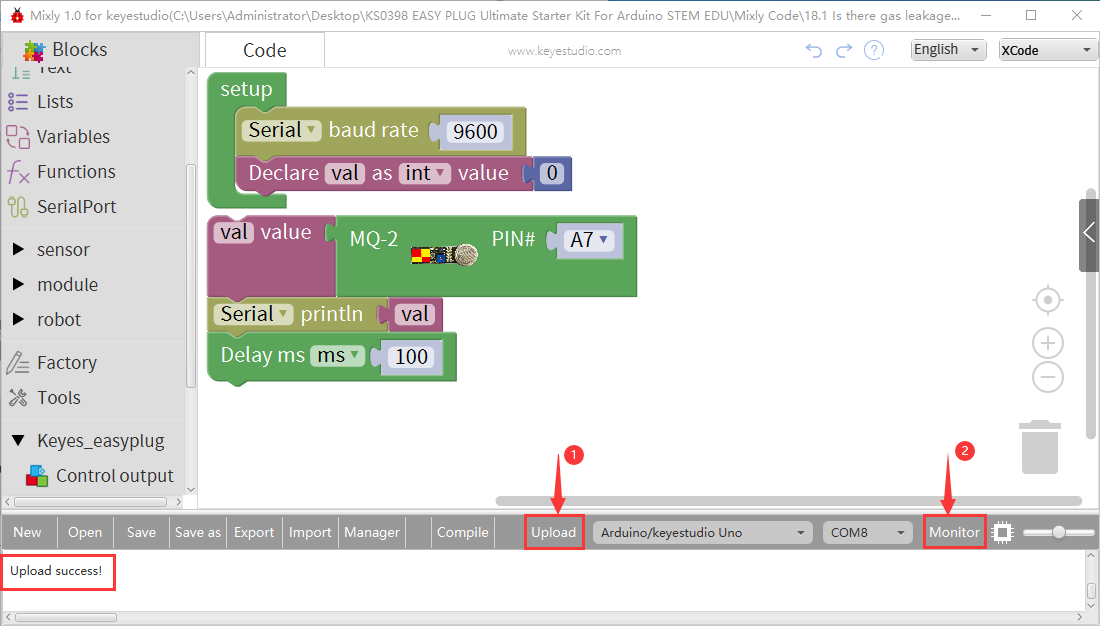 Mixly 1.0 for keyestudio(C:\Users\Administrator\Desktop\KS0398 EASY PLUG Ultimate Starter Kit For Arduino STEM EDU\Mixly Code\18.1 Is there gas leakage...
Blocks
Code
www.keyestudio.com
English
XCode
Text
Lists
Variables
Functions
SerialPort
sensor
module
robot
Factory
Tools
Keyes_easyplug
Control output
setup
Serial baud rate 9600
Declare val as int value 0
val value MQ-2 PIN# A7
Serial println val
Delay ms ms 100
1
2
New Open Save Save as Export Import Manager Compile Upload Arduino/keyestudio Uno COM8 Monitor
Upload success!